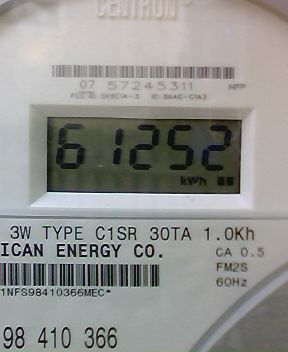 CENTRON
07 57245311 HPF
61252
kWh
3W TYPE C1SR 30TA 1.0Kh
ICAN ENERGY CO. CA 0.5
FM2S
60Hz
1NFS98410366MEC*
98 410 366